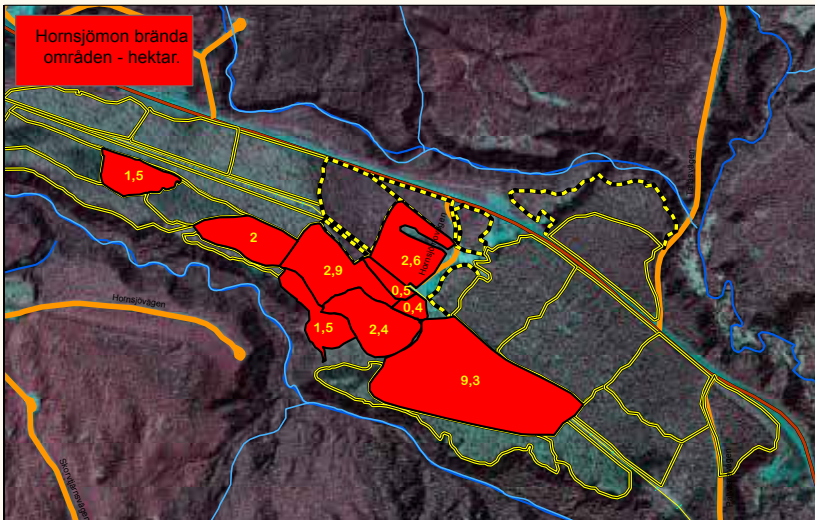 Hornsjömon brända
områden - hektar.
1,5
2
2,9
2,6
Hornsjövägen
0,5
0,4
1,5
2,4
9,3
Hornsjövägen